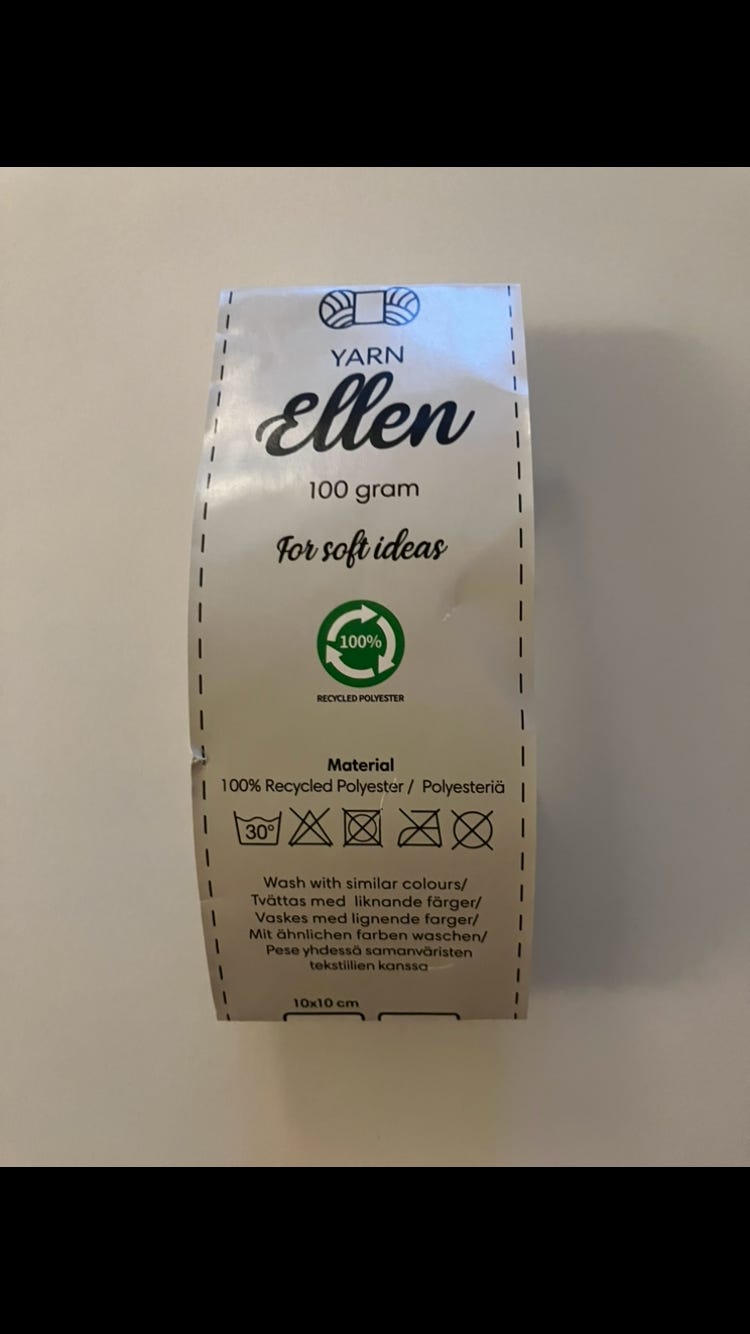 YARN
Ellen
100 gram
For soft ideas
100%
RECYCLED POLYESTER
Material
100% Recycled Polyester / Polyesteriä
30°
Wash with similar colours/
Tvättas med liknande färger/
Vaskes med lignende farger/
Mit ähnlichen farben waschen/
Pese yhdessä samanväristen
tekstiilien kanssa
10x10 cm